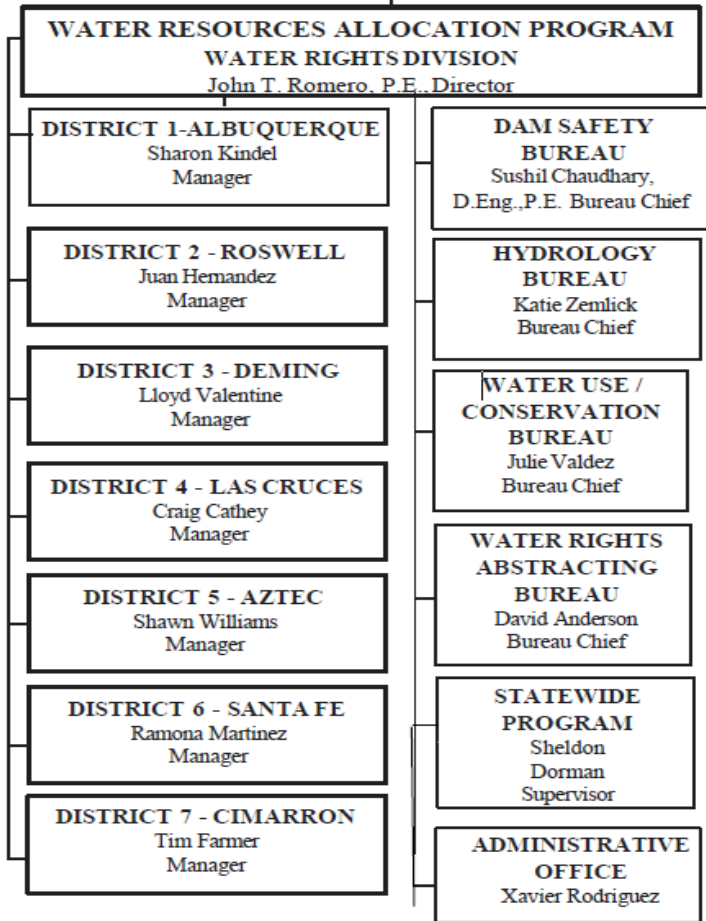 WATER RESOURCES ALLOCATION PROGRAM
WATER RIGHTS DIVISION
John T. Romero, P.E., Director
DISTRICT 1-ALBUQUERQUE
Sharon Kindel
Manager
DISTRICT 2 - ROSWELL
Juan Hernandez
Manager
DISTRICT 3 - DEMING
Lloyd Valentine
Manager
DISTRICT 4 - LAS CRUCES
Craig Cathey
Manager
DISTRICT 5 - AZTEC
Shawn Williams
Manager
DISTRICT 6 - SANTA FE
Ramona Martinez
Manager
DISTRICT 7 - CIMARRON
Tim Farmer
Manager
DAM SAFETY
BUREAU
Sushil Chaudhary,
D.Eng.,P.E. Bureau Chief
HYDROLOGY
BUREAU
Katie Zemlick
Bureau Chief
WATER USE /
CONSERVATION
BUREAU
Julie Valdez
Bureau Chief
WATER RIGHTS
ABSTRACTING
BUREAU
David Anderson
Bureau Chief
STATEWIDE
PROGRAM
Sheldon
Dorman
Supervisor
ADMINISTRATIVE
OFFICE
Xavier Rodriguez